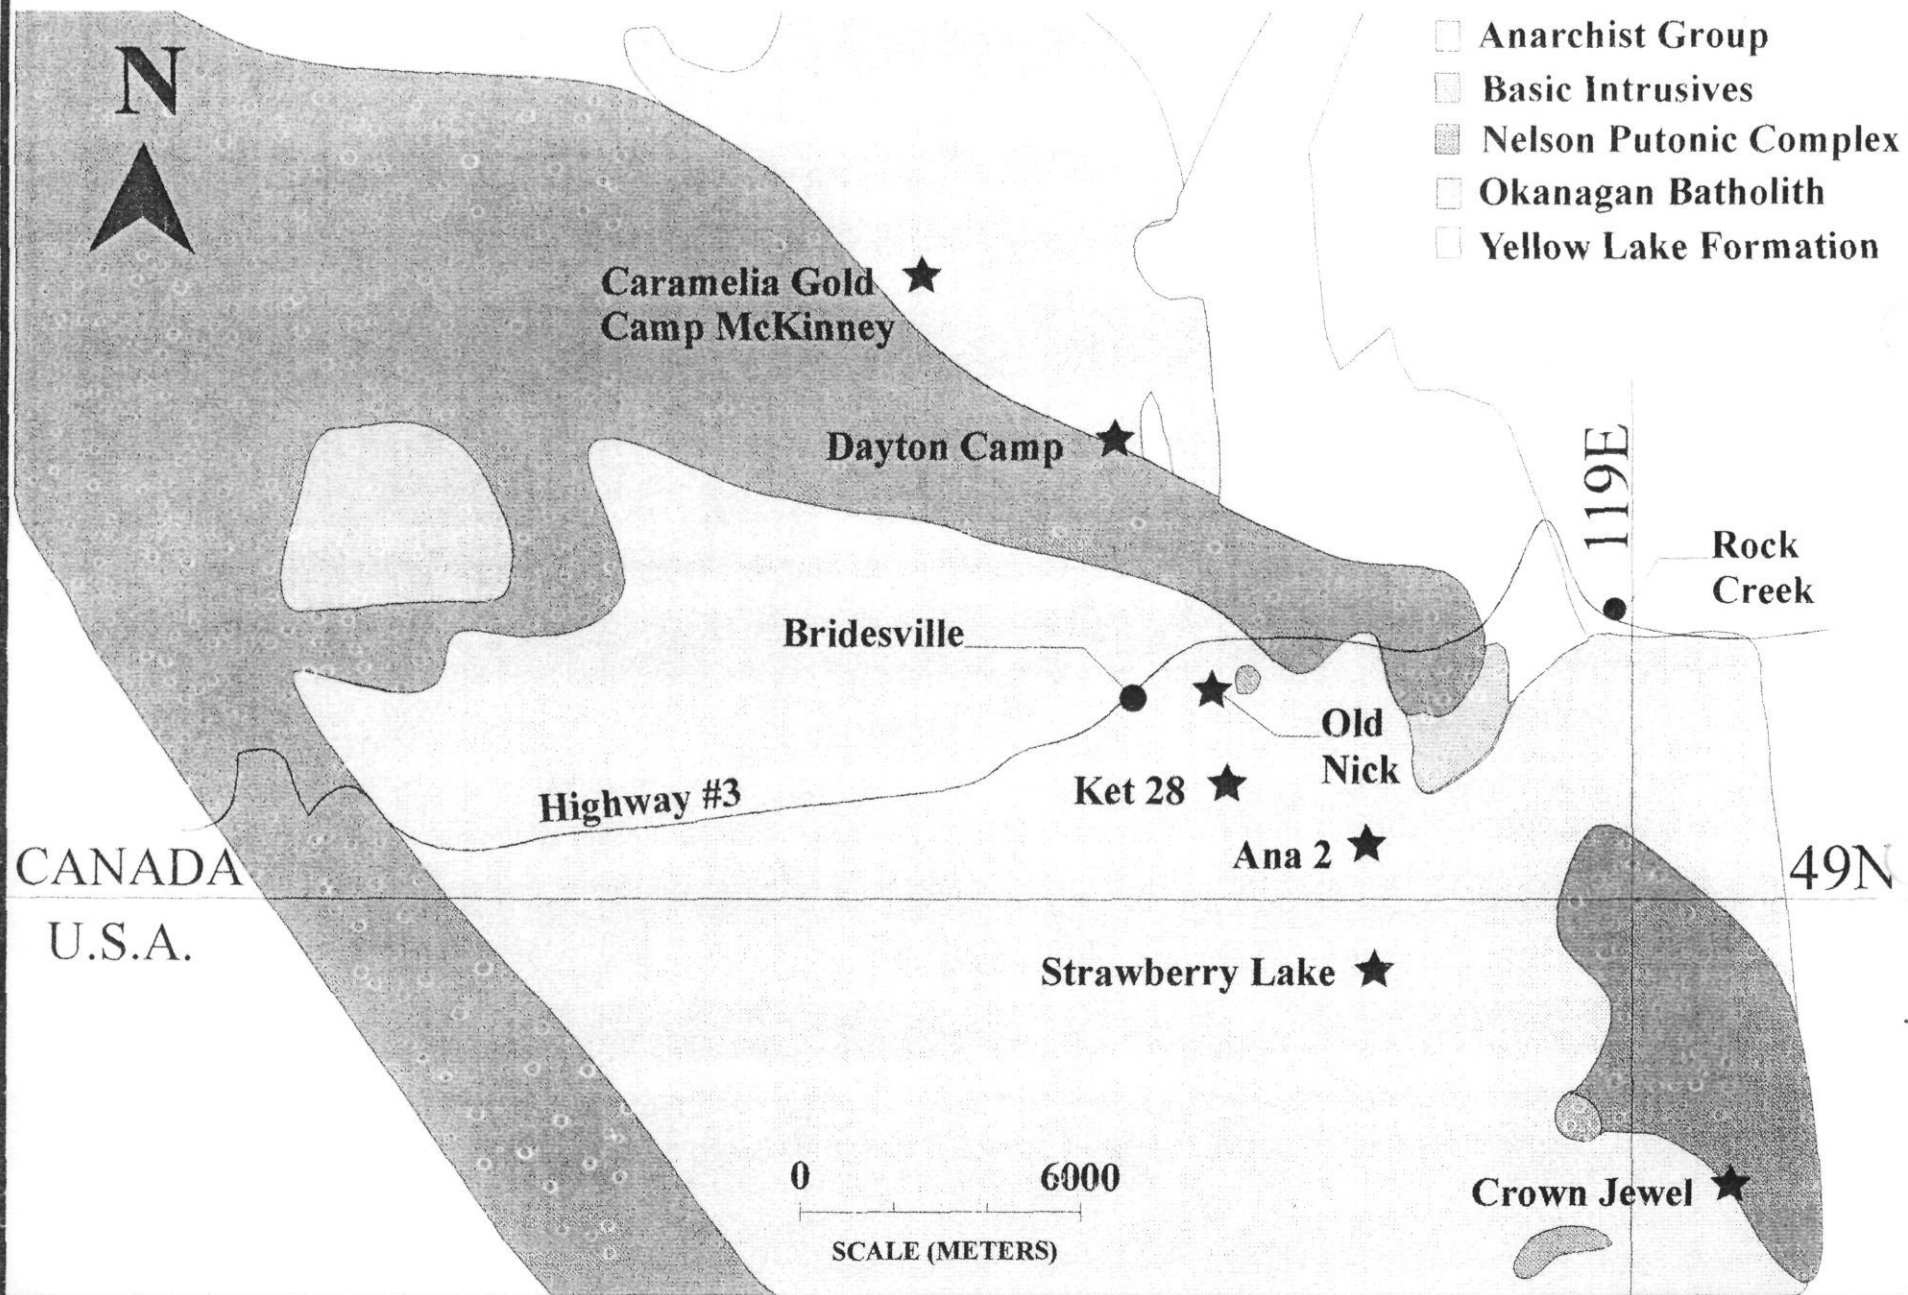 N
Anarchist Group
Basic Intrusives
Nelson Putonic Complex
Okanagan Batholith
Yellow Lake Formation
Caramelia Gold
Camp McKinney
Dayton Camp
119E
Rock
Creek
Bridesville
Old
Nick
Ket 28
Highway #3
Ana 2
CANADA
49N
U.S.A.
Strawberry Lake
0 6000
SCALE (METERS)
Crown Jewel